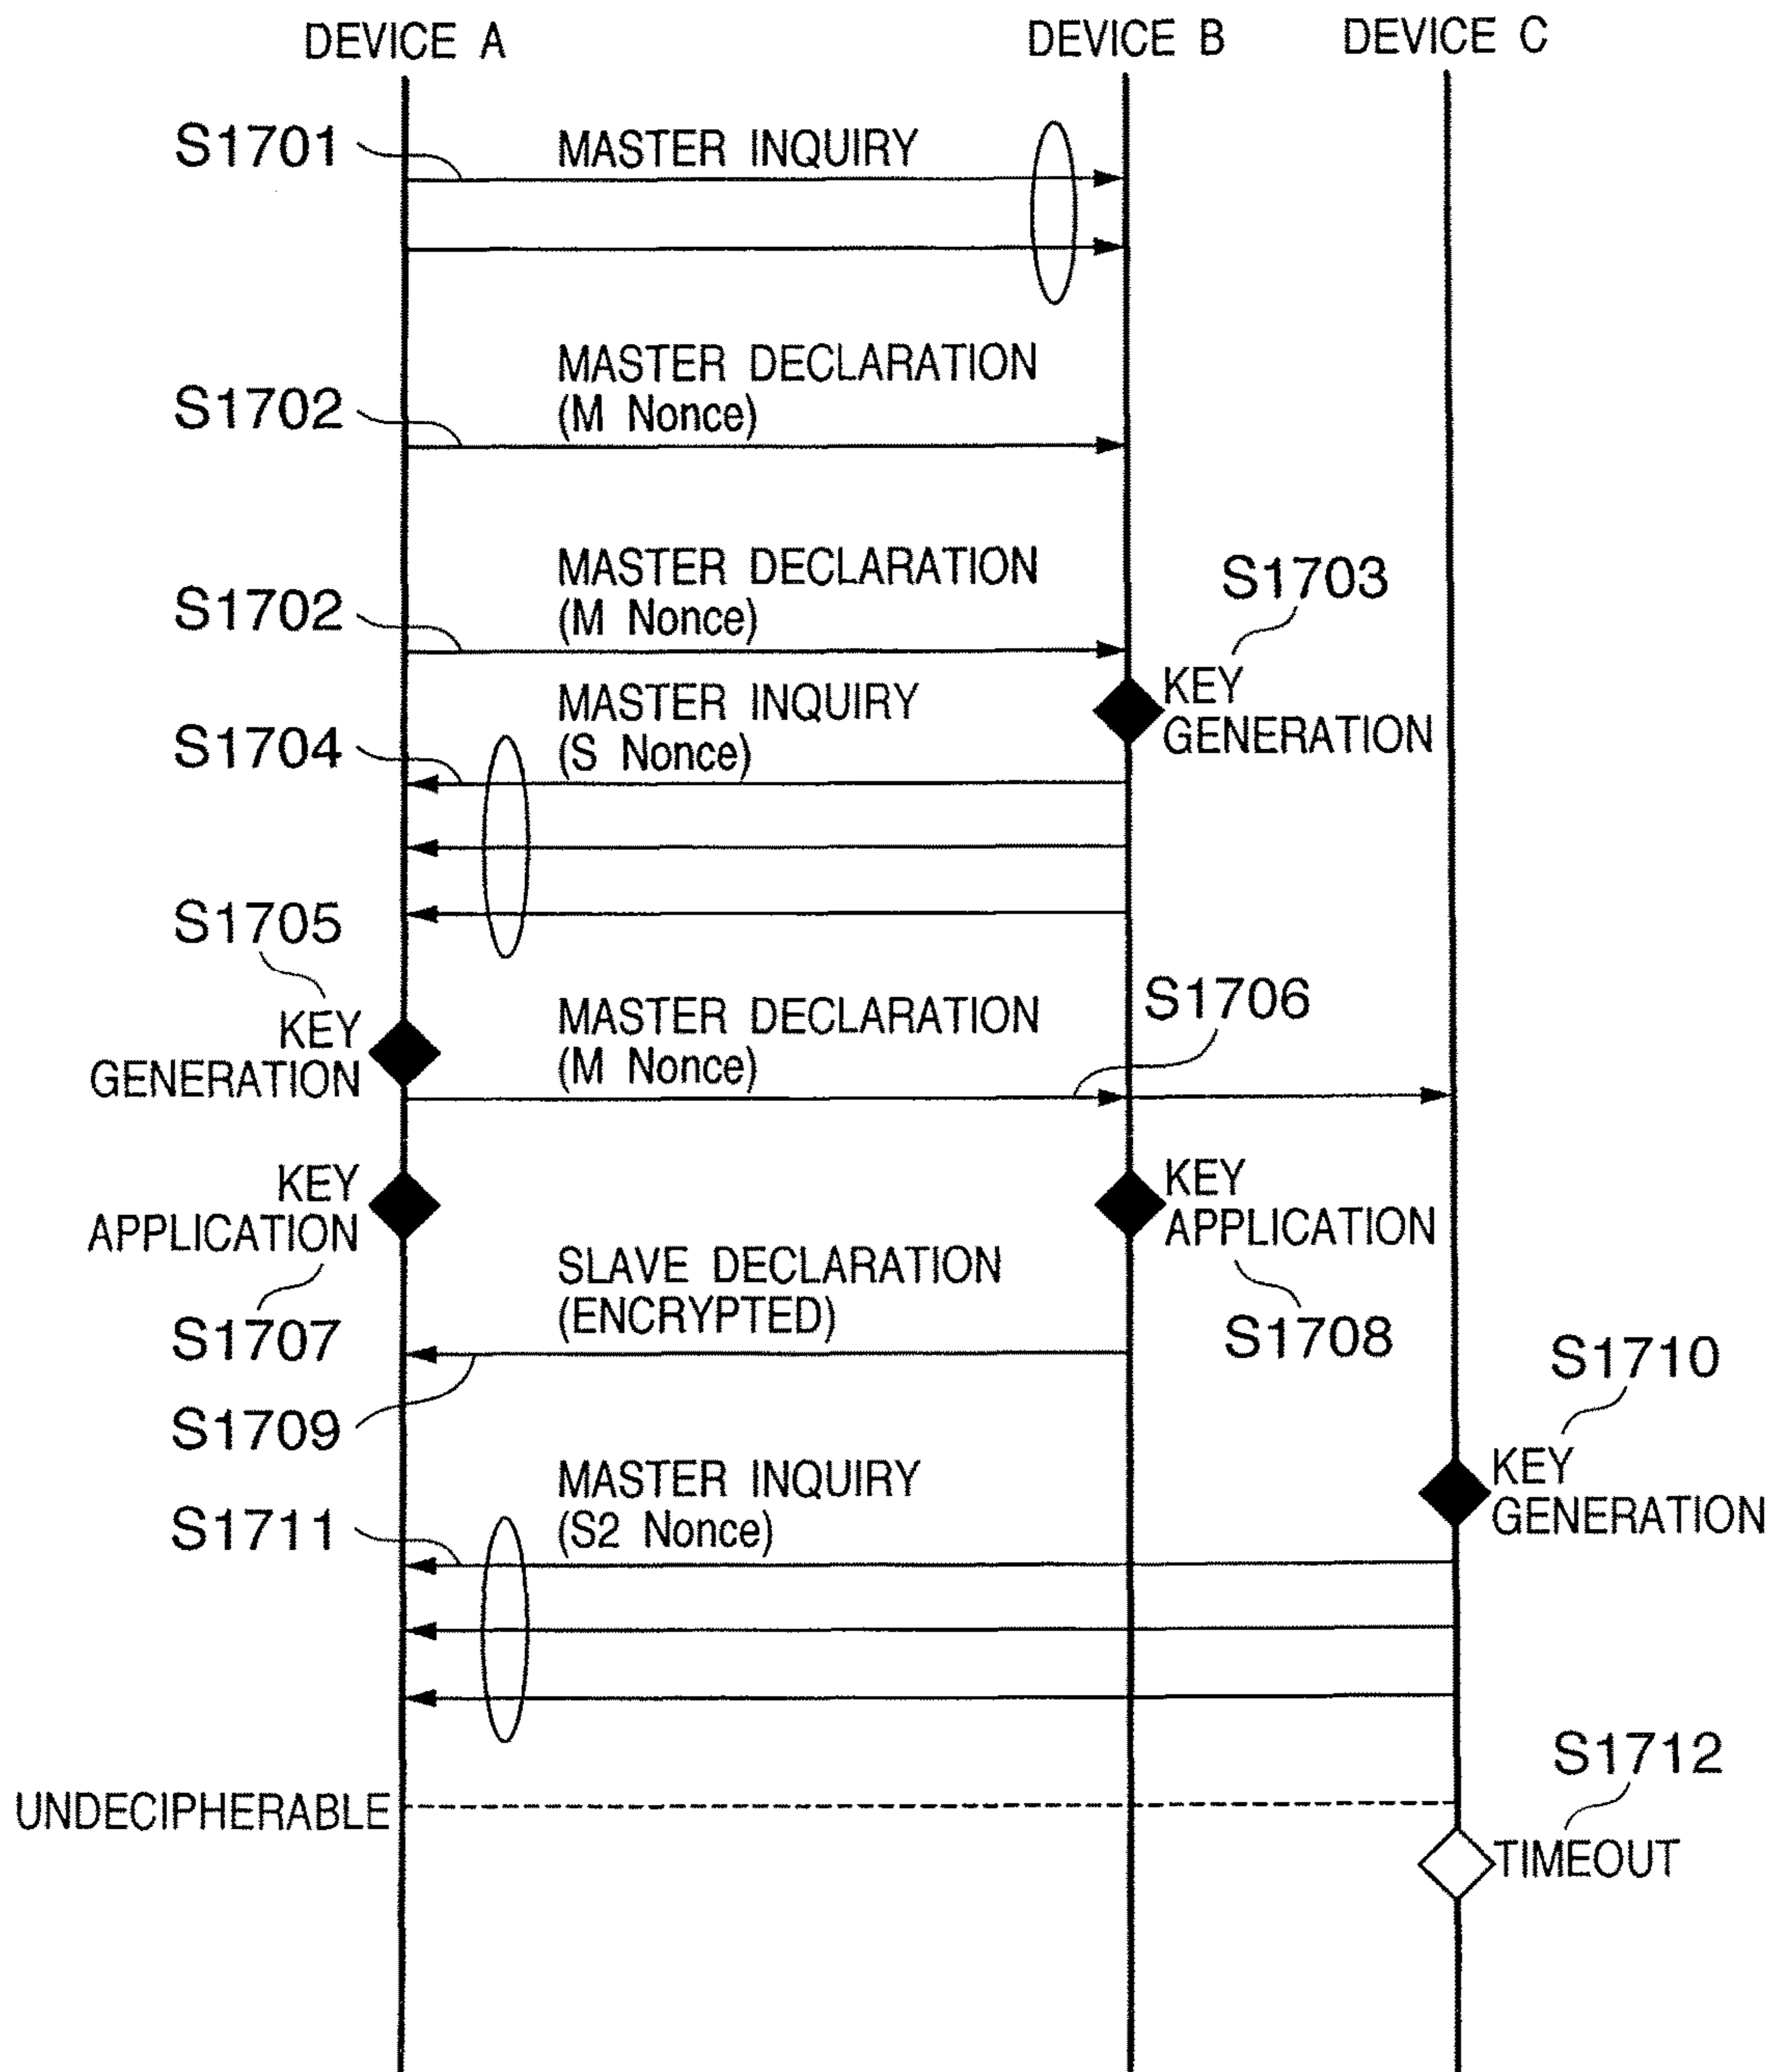 DEVICE A
DEVICE B
DEVICE C
S1701
MASTER INQUIRY
MASTER DECLARATION
(M Nonce)
S1702
MASTER DECLARATION
(M Nonce)
S1702
S1703
KEY
GENERATION
MASTER INQUIRY
(S Nonce)
S1704
S1705
KEY
GENERATION
MASTER DECLARATION
(M Nonce)
S1706
KEY
APPLICATION
S1707
KEY
APPLICATION
S1708
SLAVE DECLARATION
(ENCRYPTED)
S1709
S1710
KEY
GENERATION
MASTER INQUIRY
(S2 Nonce)
S1711
UNDECIPHERABLE
S1712
TIMEOUT